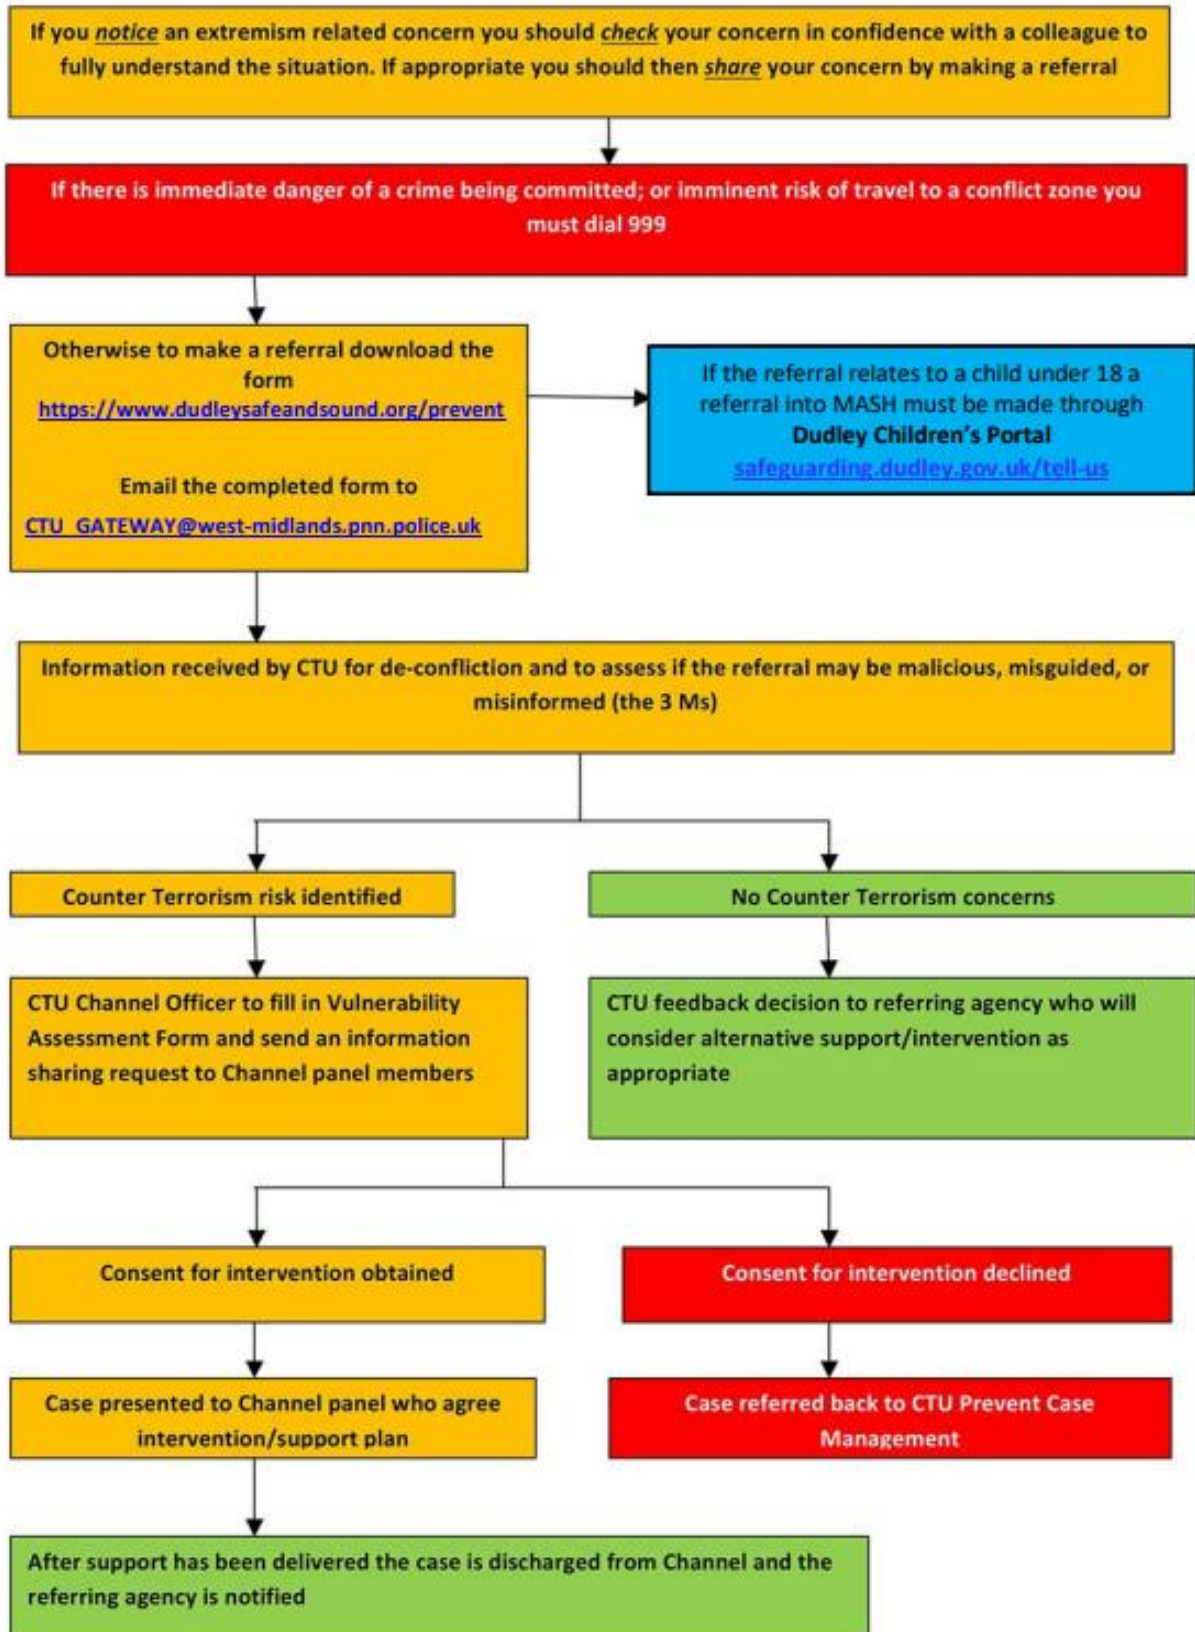 If you notice an extremism related concern you should check your concern in confidence with a colleague to
fully understand the situation. If appropriate you should then share your concern by making a referral
If there is immediate danger of a crime being committed; or imminent risk of travel to a conflict zone you
must dial 999
Otherwise to make a referral download the
form
https://www.dudleysafeandsound.org/prevent
Email the completed form to
CTU_GATEWAY@west-midlands.pnn.police.uk
If the referral relates to a child under 18 a
referral into MASH must be made through
Dudley Children's Portal
safeguarding.dudley.gov.uk/tell-us
Information received by CTU for de-confliction and to assess if the referral may be malicious, misguided, or
misinformed (the 3 Ms)
Counter Terrorism risk identified
No Counter Terrorism concerns
CTU Channel Officer to fill in Vulnerability
Assessment Form and send an information
sharing request to Channel panel members
CTU feedback decision to referring agency who will
consider alternative support/intervention as
appropriate
Consent for intervention obtained
Consent for intervention declined
Case presented to Channel panel who agree
intervention/support plan
Case referred back to CTU Prevent Case
Management
After support has been delivered the case is discharged from Channel and the
referring agency is notified